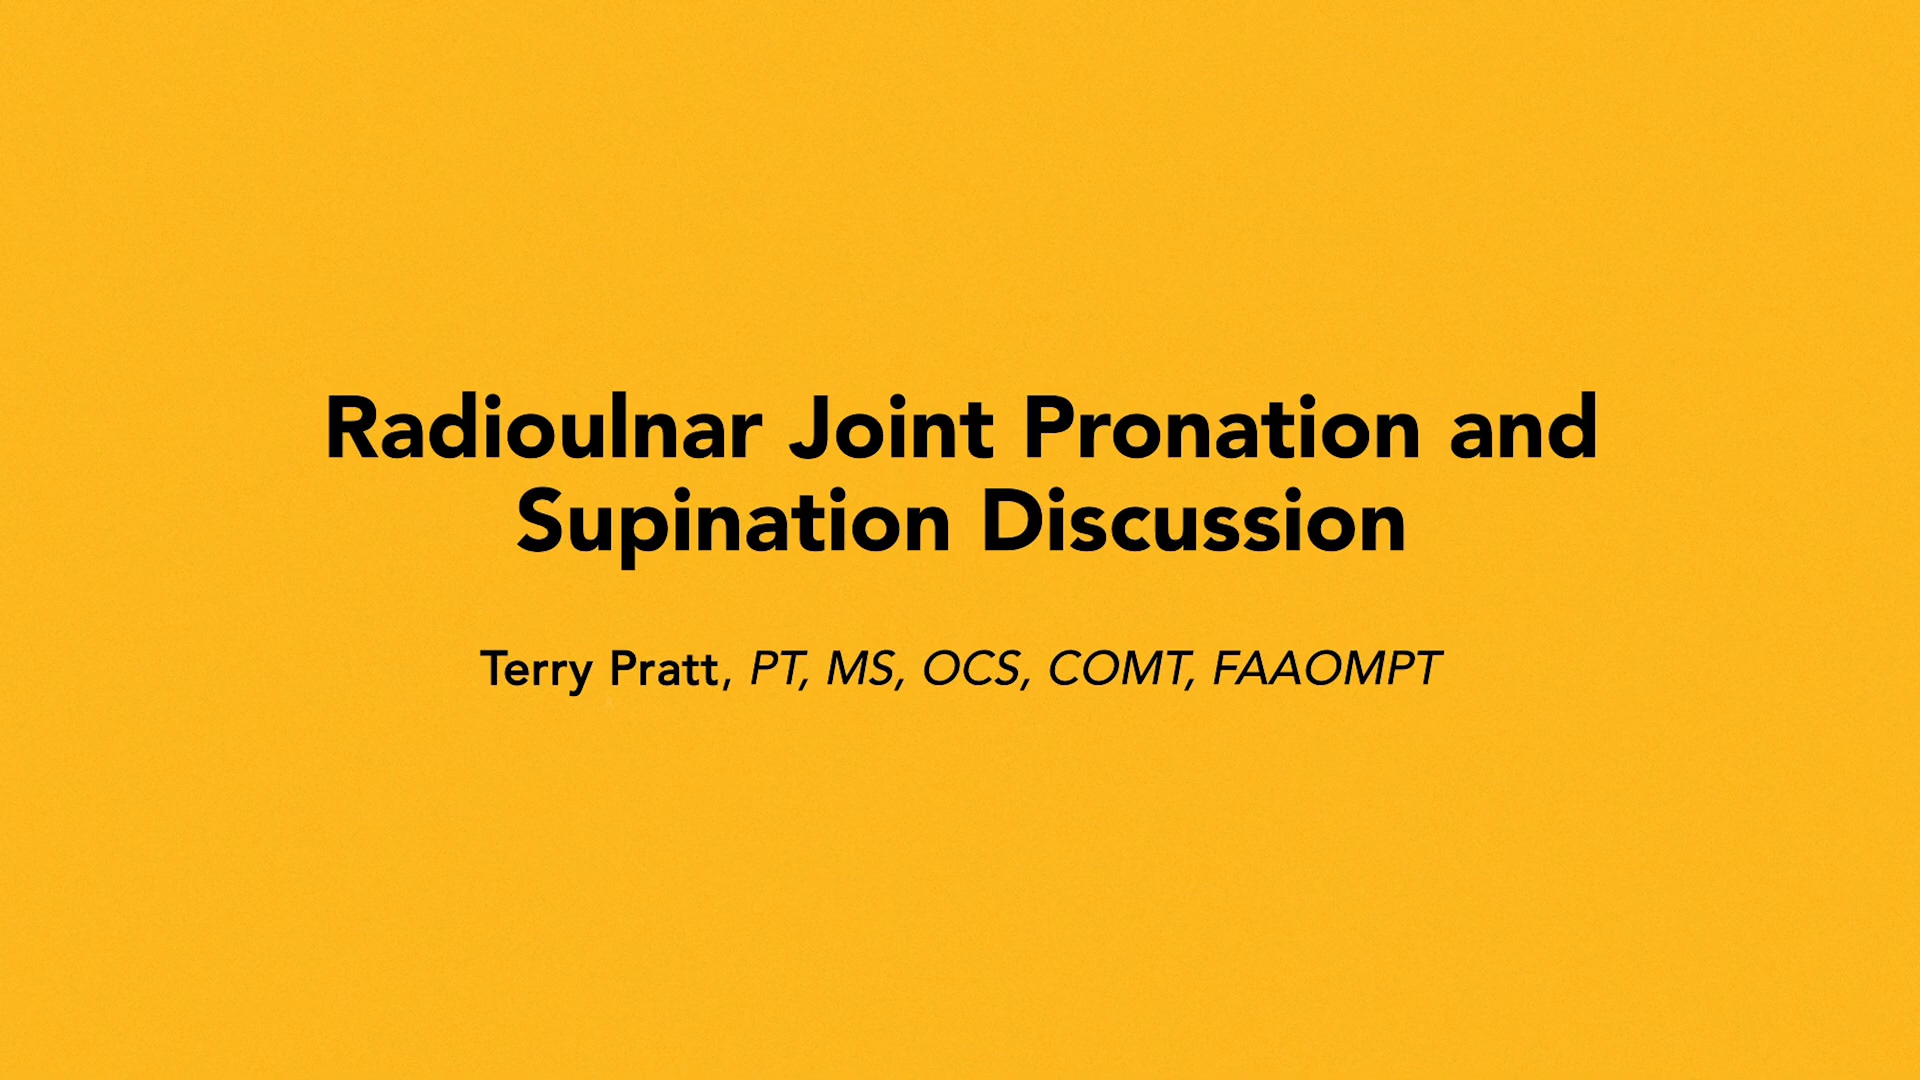 Radioulnar Joint Pronation and
Supination Discussion
Terry Pratt, PT, MS, OCS, COMT, FAAOMPT